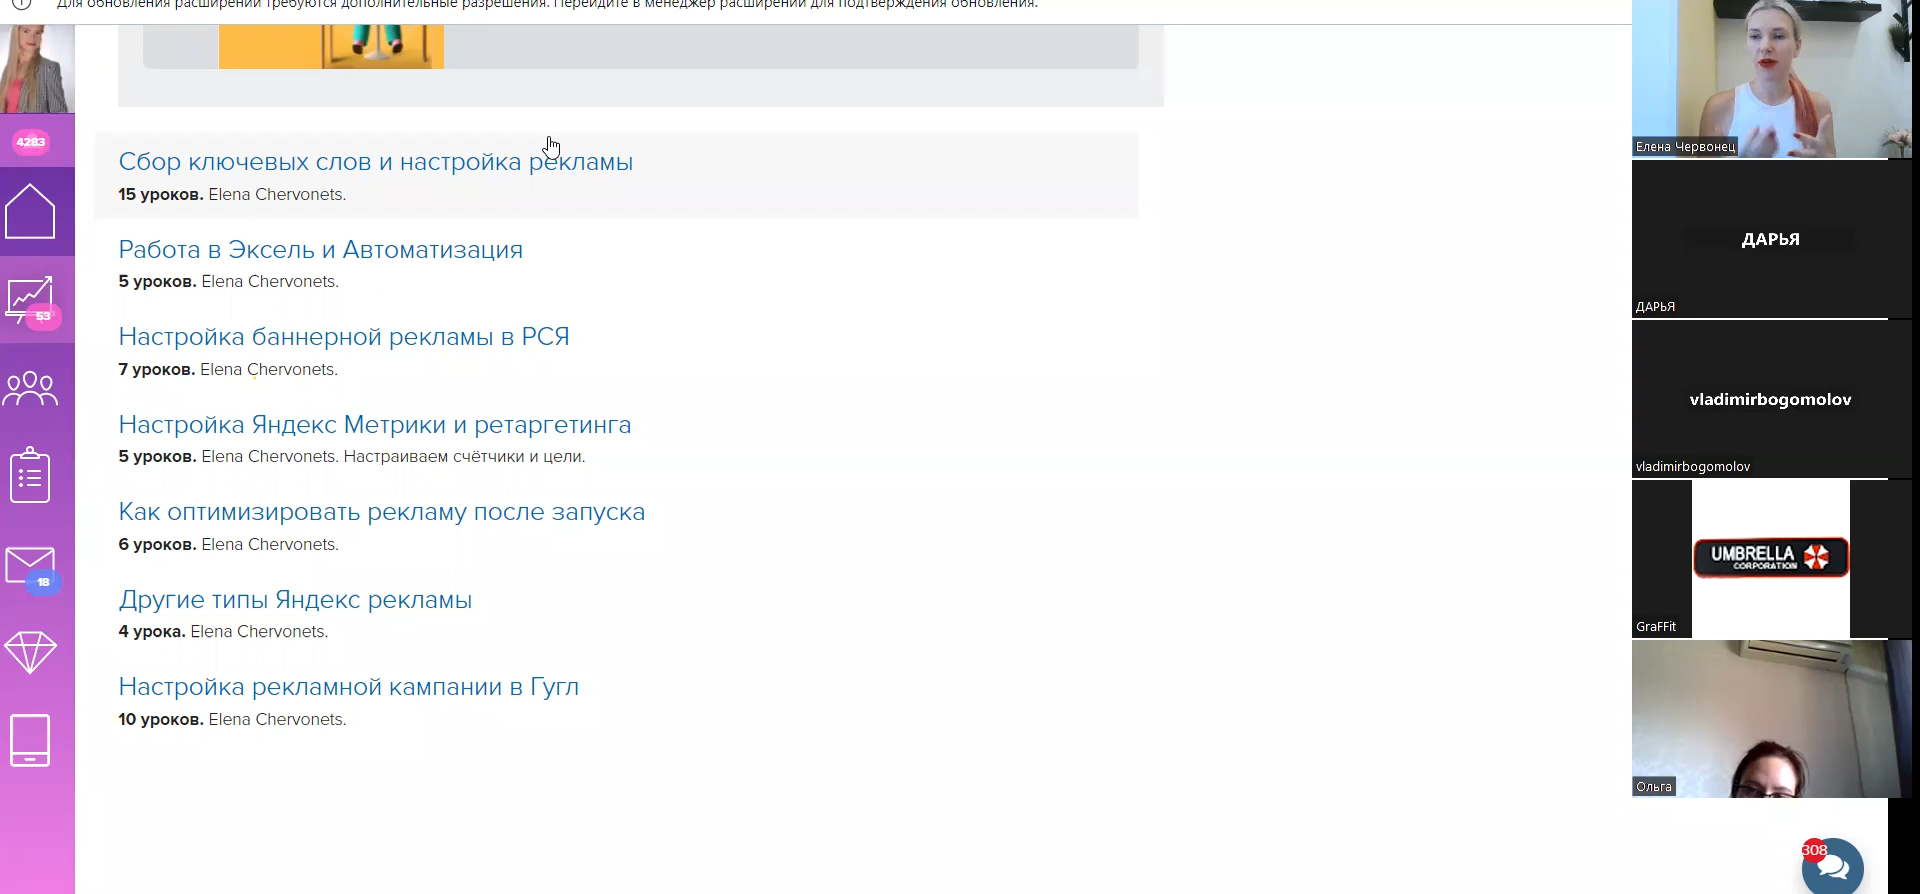 Для обновления расширений требуются дополнительные разрешения. Перейдите в менеджер расширений для подтверждения обновления.
4283
53
18
Сбор ключевых слов и настройка рекламы
15 уроков. Elena Chervonets.
Работа в Эксель и Автоматизация
5 уроков. Elena Chervonets.
Настройка баннерной рекламы в РСЯ
7 уроков. Elena Chervonets.
Настройка Яндекс Метрики и ретаргетинга
5 уроков. Elena Chervonets. Настраиваем счётчики и цели.
Как оптимизировать рекламу после запуска
6 уроков. Elena Chervonets.
Другие типы Яндекс рекламы
4 урока. Elena Chervonets.
Настройка рекламной кампании в Гугл
10 уроков. Elena Chervonets.
Елена Червонец
ДАРЬЯ
ДАРЬЯ
vladimirbogomolov
vladimirbogomolov
UMBRELLA
CORPORATION
GraFFit
Ольга
308